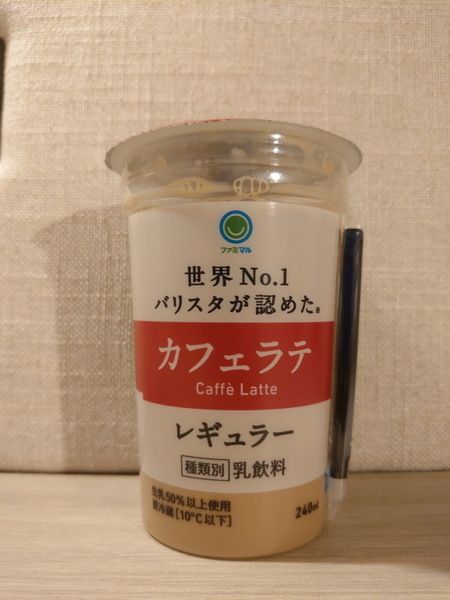 ファミマル
世界 No.1
バリスタが認めた※
カフェラテ
Caffè Latte
レギュラー
種類別 乳飲料
生乳50%以上使用
要冷蔵[10℃以下]
240ml